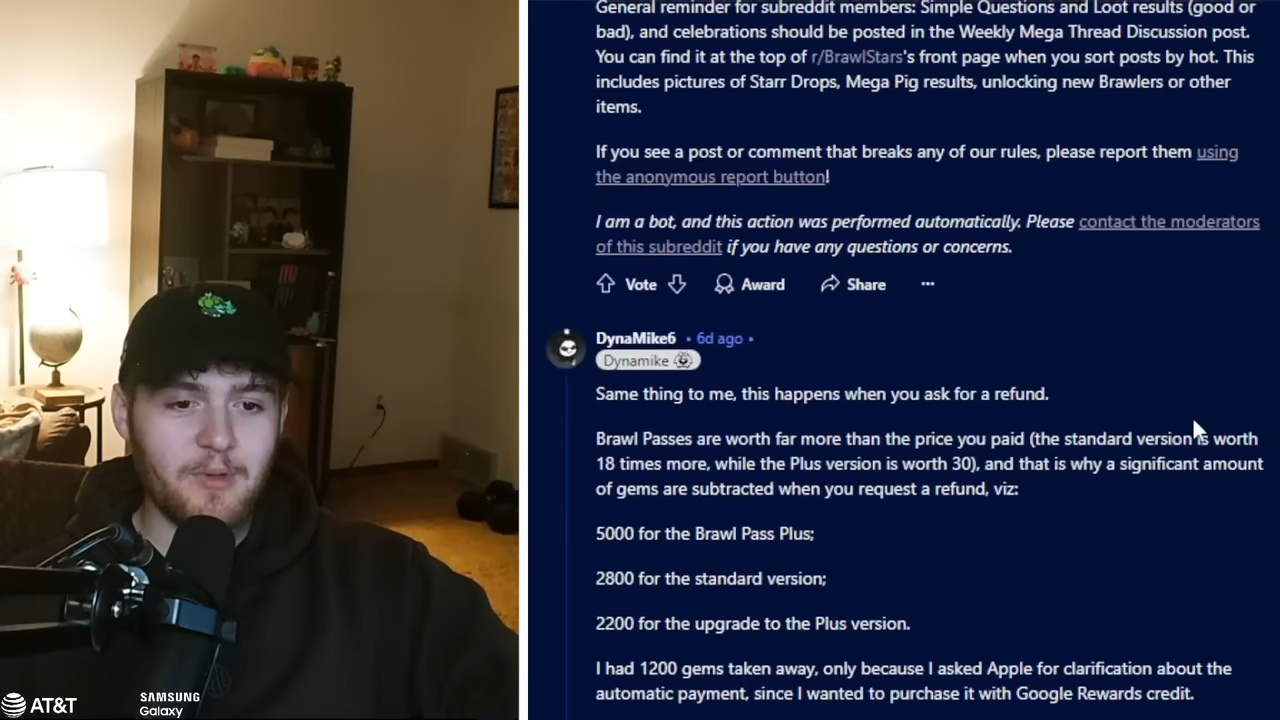 General reminder for subreddit members: Simple Questions and Loot results (good or
bad), and celebrations should be posted in the Weekly Mega Thread Discussion post.
You can find it at the top of r/BrawlStars's front page when you sort posts by hot. This
includes pictures of Starr Drops, Mega Pig results, unlocking new Brawlers or other
items.
If you see a post or comment that breaks any of our rules, please report them using
the anonymous report button!
I am a bot, and this action was performed automatically. Please contact the moderators
of this subreddit if you have any questions or concerns.
Vote Award Share ...
DynaMike6 • 6d ago •
Dynamike
Same thing to me, this happens when you ask for a refund.
Brawl Passes are worth far more than the price you paid (the standard version is worth
18 times more, while the Plus version is worth 30), and that is why a significant amount
of gems are subtracted when you request a refund, viz:
5000 for the Brawl Pass Plus;
2800 for the standard version;
2200 for the upgrade to the Plus version.
I had 1200 gems taken away, only because I asked Apple for clarification about the
automatic payment, since I wanted to purchase it with Google Rewards credit.
AT&T
SAMSUNG
Galaxy